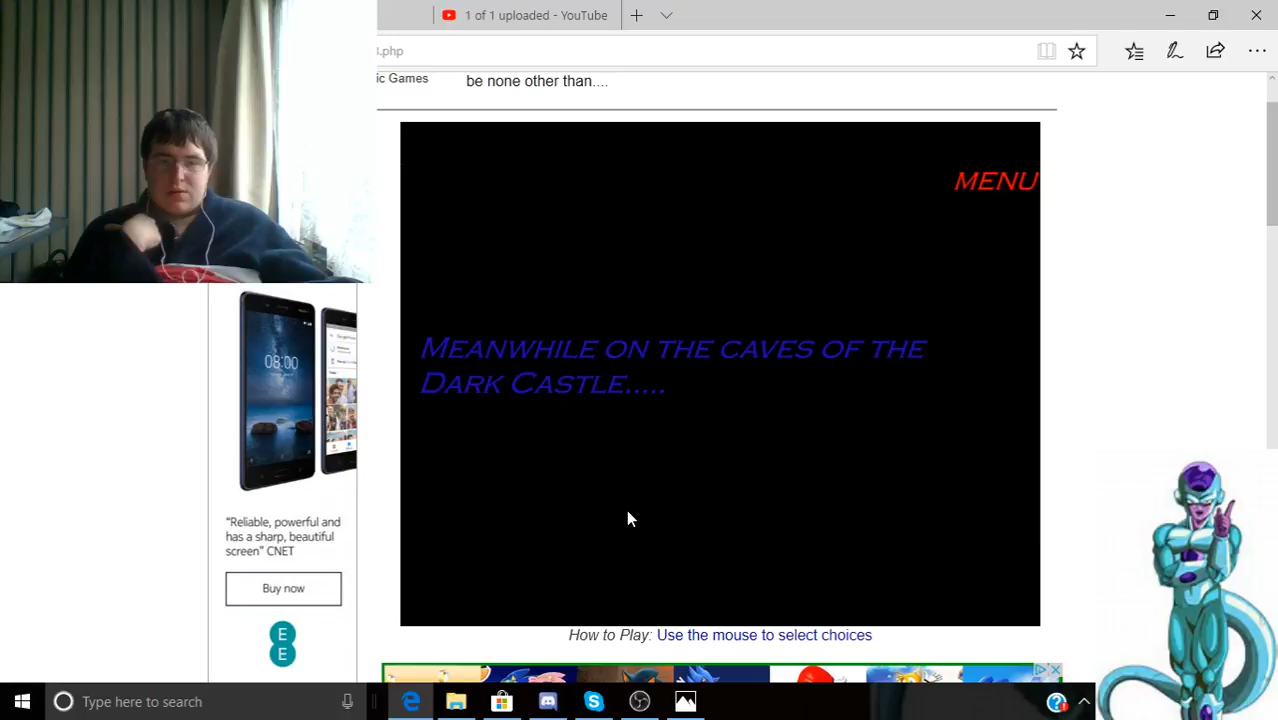 1 of 1 uploaded - YouTube
3.php
ic Games
be none other than....
MENU
MEANWHILE ON THE CAVES OF THE
DARK CASTLE.....
08:00
"Reliable, powerful and
has a sharp, beautiful
screen" CNET
Buy now
E
E
How to Play: Use the mouse to select choices
Type here to search